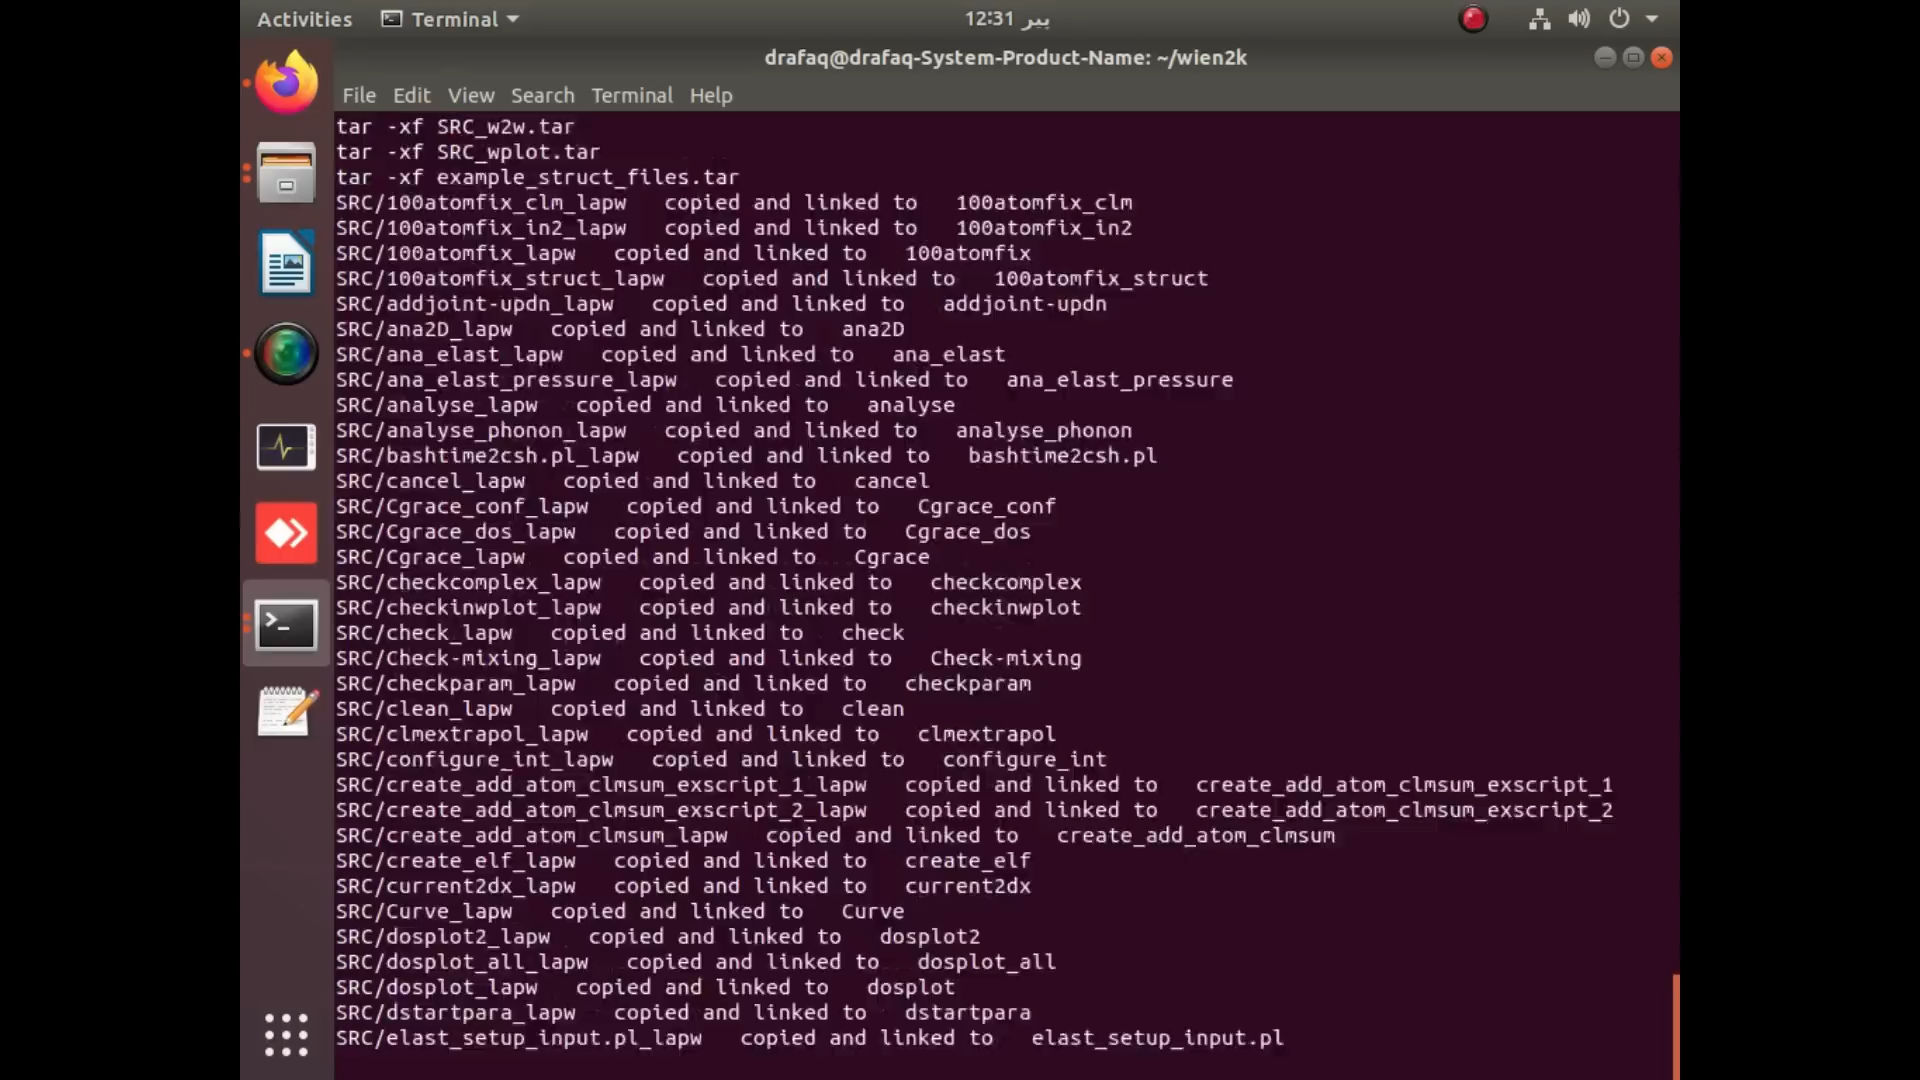 Activities Terminal پیر 12:31
drafaq@drafaq-System-Product-Name: ~/wien2k
File Edit View Search Terminal Help
tar -xf SRC_w2w.tar
tar -xf SRC_wplot.tar
tar -xf example_struct_files.tar
SRC/100atomfix_clm_lapw   copied and linked to   100atomfix_clm
SRC/100atomfix_in2_lapw   copied and linked to   100atomfix_in2
SRC/100atomfix_lapw   copied and linked to   100atomfix
SRC/100atomfix_struct_lapw   copied and linked to   100atomfix_struct
SRC/addjoint-updn_lapw   copied and linked to   addjoint-updn
SRC/ana2D_lapw   copied and linked to   ana2D
SRC/ana_elast_lapw   copied and linked to   ana_elast
SRC/ana_elast_pressure_lapw   copied and linked to   ana_elast_pressure
SRC/analyse_lapw   copied and linked to   analyse
SRC/analyse_phonon_lapw   copied and linked to   analyse_phonon
SRC/bashtime2csh.pl_lapw   copied and linked to   bashtime2csh.pl
SRC/cancel_lapw   copied and linked to   cancel
SRC/Cgrace_conf_lapw   copied and linked to   Cgrace_conf
SRC/Cgrace_dos_lapw   copied and linked to   Cgrace_dos
SRC/Cgrace_lapw   copied and linked to   Cgrace
SRC/checkcomplex_lapw   copied and linked to   checkcomplex
SRC/checkinwplot_lapw   copied and linked to   checkinwplot
SRC/check_lapw   copied and linked to   check
SRC/Check-mixing_lapw   copied and linked to   Check-mixing
SRC/checkparam_lapw   copied and linked to   checkparam
SRC/clean_lapw   copied and linked to   clean
SRC/clmextrapol_lapw   copied and linked to   clmextrapol
SRC/configure_int_lapw   copied and linked to   configure_int
SRC/create_add_atom_clmsum_exscript_1_lapw   copied and linked to   create_add_atom_clmsum_exscript_1
SRC/create_add_atom_clmsum_exscript_2_lapw   copied and linked to   create_add_atom_clmsum_exscript_2
SRC/create_add_atom_clmsum_lapw   copied and linked to   create_add_atom_clmsum
SRC/create_elf_lapw   copied and linked to   create_elf
SRC/current2dx_lapw   copied and linked to   current2dx
SRC/Curve_lapw   copied and linked to   Curve
SRC/dosplot2_lapw   copied and linked to   dosplot2
SRC/dosplot_all_lapw   copied and linked to   dosplot_all
SRC/dosplot_lapw   copied and linked to   dosplot
SRC/dstartpara_lapw   copied and linked to   dstartpara
SRC/elast_setup_input.pl_lapw   copied and linked to   elast_setup_input.pl